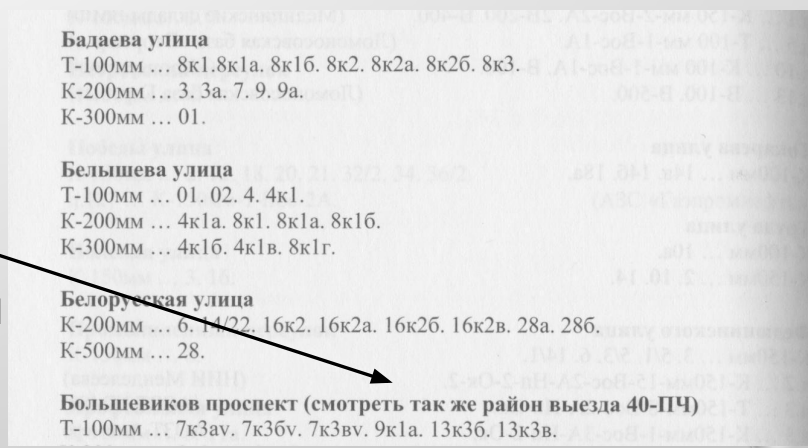 Бадаева улица
Т-100мм … 8к1.8к1а. 8к1б. 8к2. 8к2а. 8к2б. 8к3.
К-200мм … 3. 3а. 7. 9. 9а.
К-300мм … 01.
Белышева улица
Т-100мм … 01. 02. 4. 4к1.
К-200мм … 4к1а. 8к1. 8к1а. 8к1б.
К-300мм … 4к1б. 4к1в. 8к1г.
Белорусская улица
К-200мм … 6. 14/22. 16к2. 16к2а. 16к2б. 16к2в. 28а. 28б.
К-500мм … 28.
Большевиков проспект (смотреть так же район выезда 40-ПЧ)
Т-100мм … 7к3аv. 7к3бv. 7к3вv. 9к1а. 13к3б.13к3в.